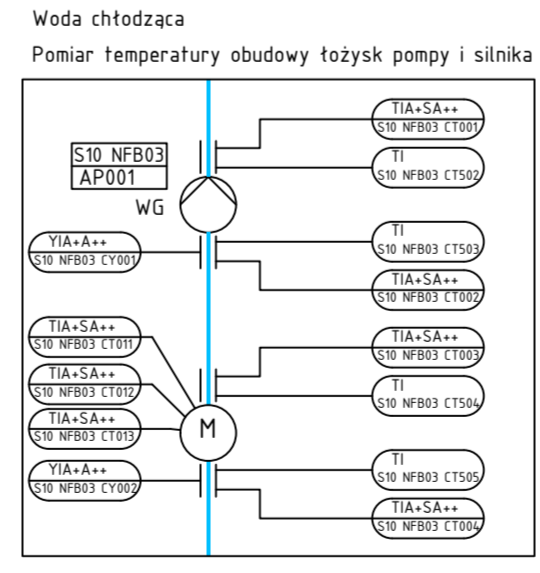 Woda chłodząca
Pomiar temperatury obudowy łożysk pompy i silnika
TIA+SA++
S10 NFB03 CT001
S10 NFB03
AP001
TI
S10 NFB03 CT502
WG
TI
S10 NFB03 CT503
YIA+A++
S10 NFB03 CY001
TIA+SA++
S10 NFB03 CT002
TIA+SA++
S10 NFB03 CT011
TIA+SA++
S10 NFB03 CT003
TIA+SA++
S10 NFB03 CT012
TI
S10 NFB03 CT504
TIA+SA++
S10 NFB03 CT013
M
YIA+A++
S10 NFB03 CY002
TI
S10 NFB03 CT505
TIA+SA++
S10 NFB03 CT004